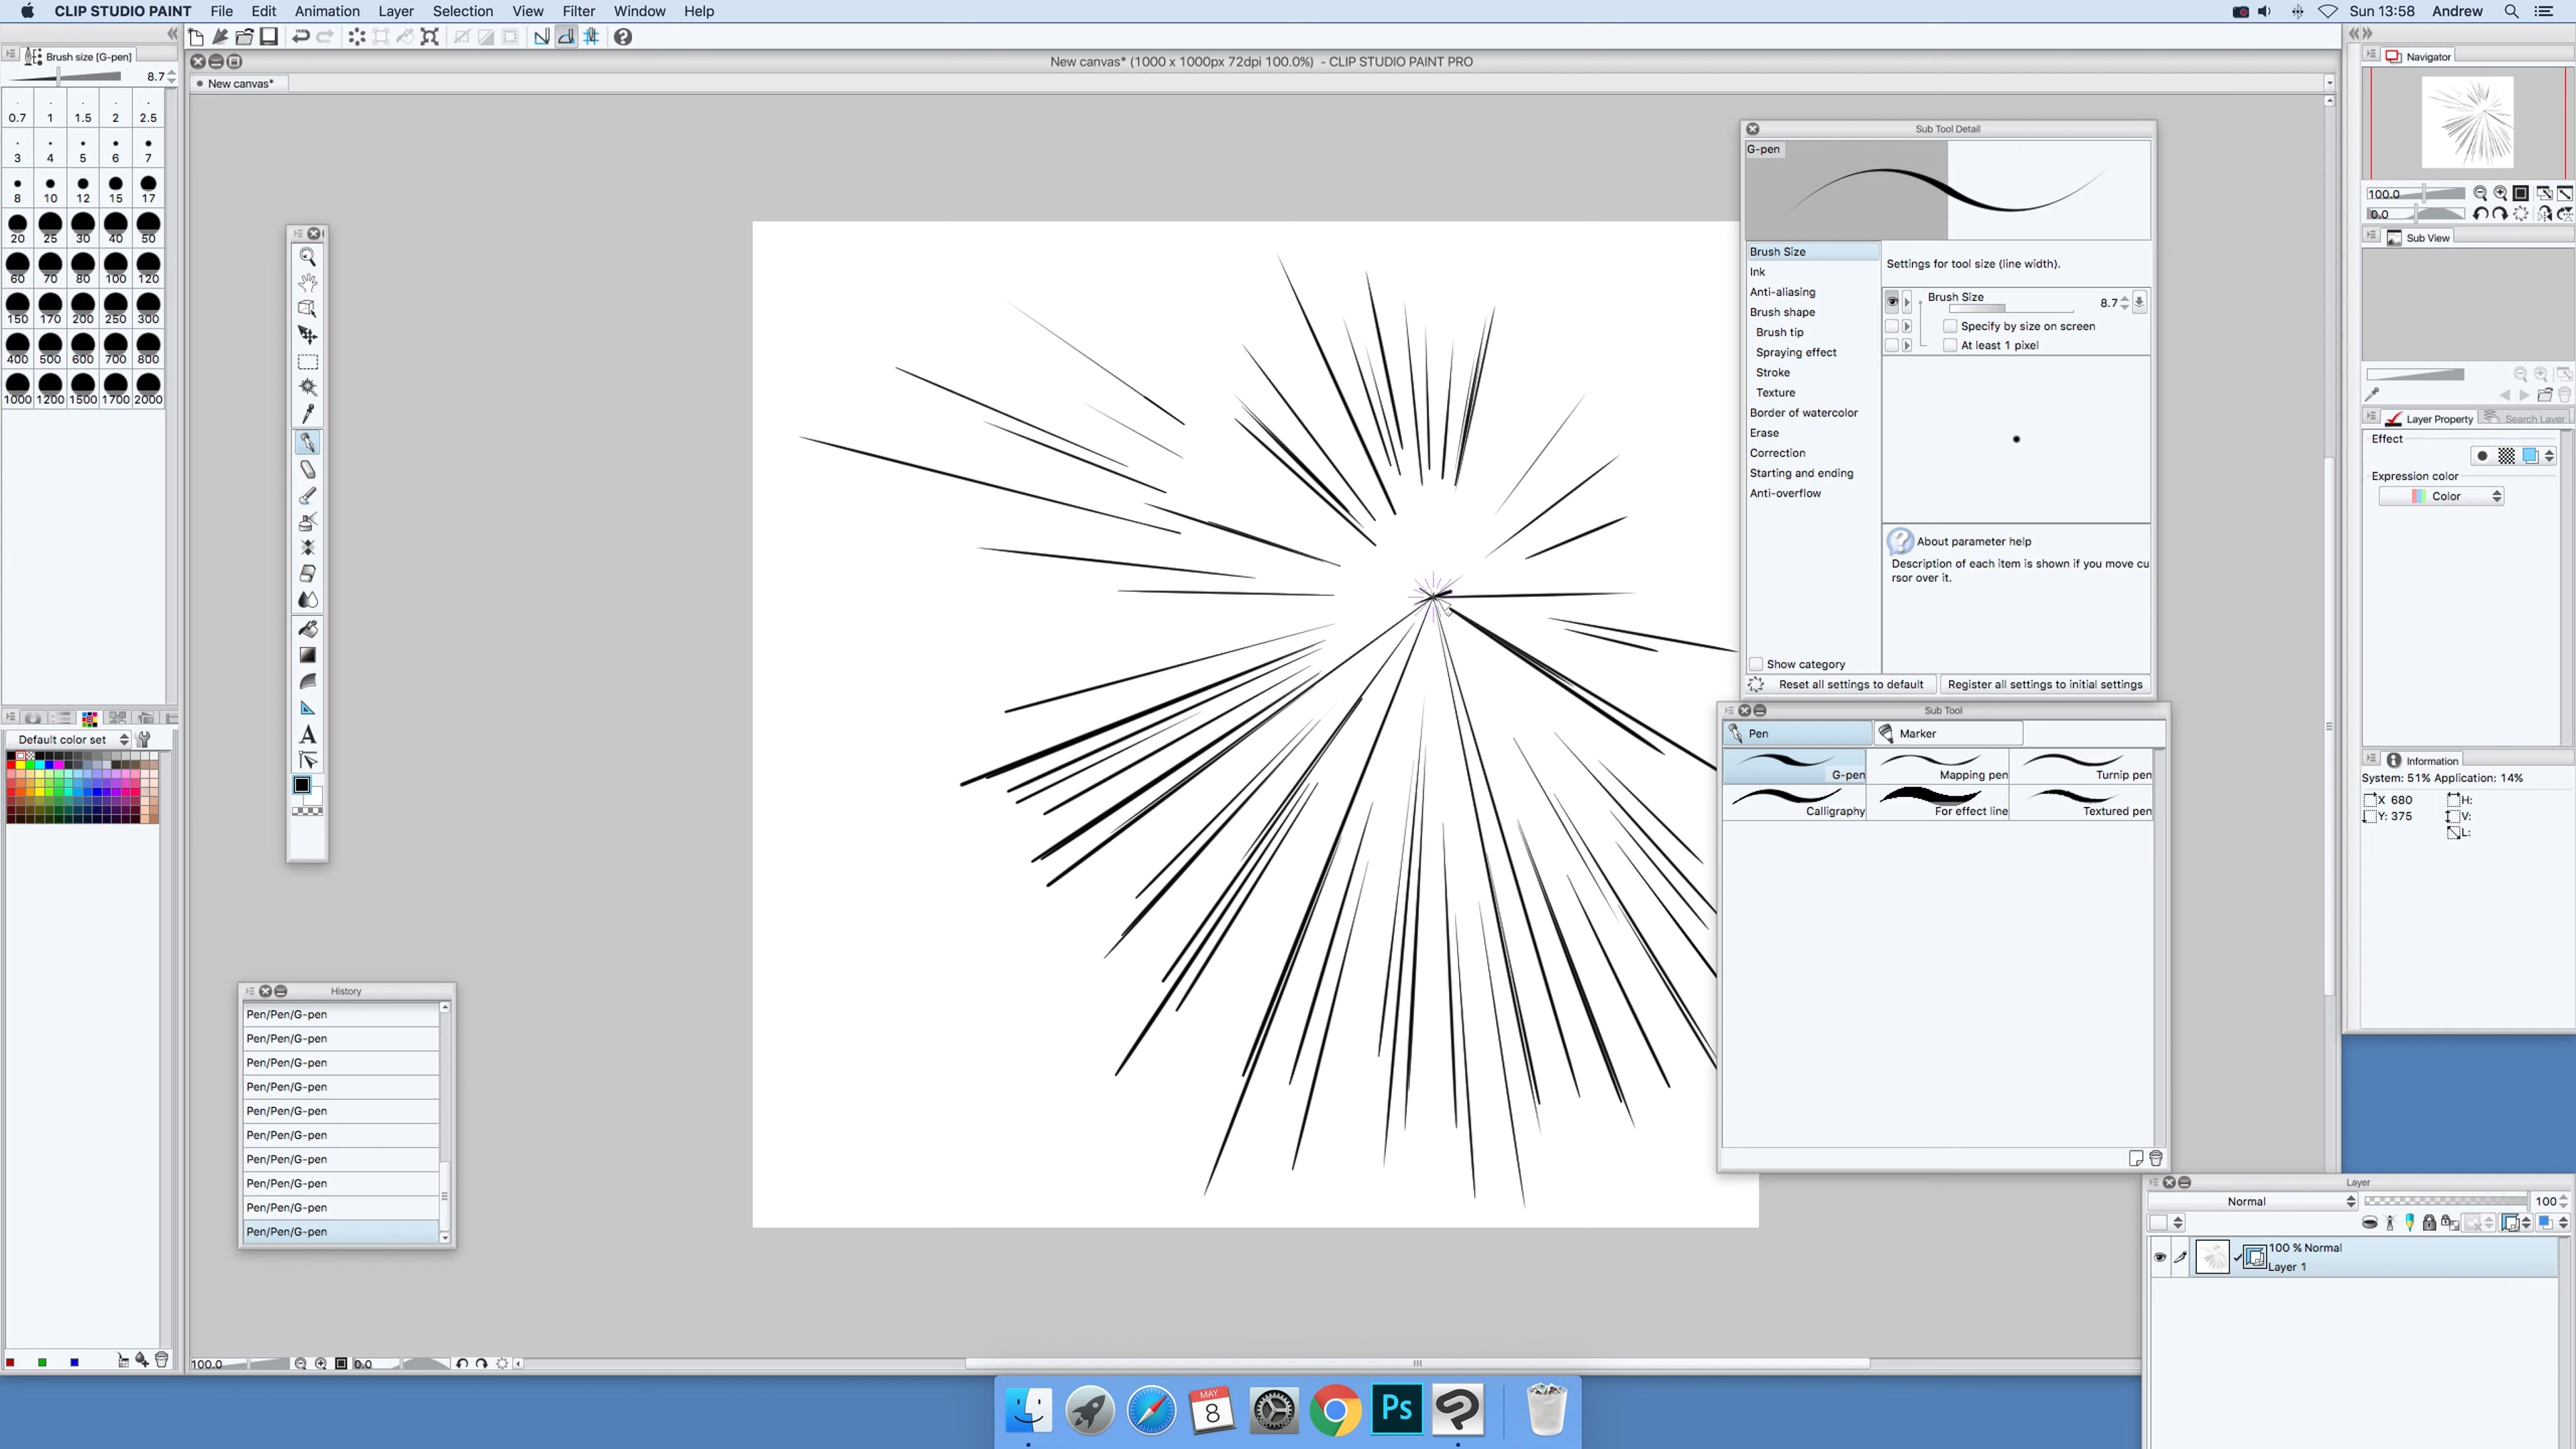 CLIP STUDIO PAINT File Edit Animation Layer Selection View Filter Window Help
Sun 13:58 Andrew
Brush size [G-pen]
8.7
0.7 1 1.5 2 2.5
3 4 5 6 7
8 10 12 15 17
20 25 30 40 50
60 70 80 100 120
150 170 200 250 300
400 500 600 700 800
1000 1200 1500 1700 2000
Default color set
New canvas* (1000 x 1000px 72dpi 100.0%) - CLIP STUDIO PAINT PRO
New canvas*
A
History
Pen/Pen/G-pen
Pen/Pen/G-pen
Pen/Pen/G-pen
Pen/Pen/G-pen
Pen/Pen/G-pen
Pen/Pen/G-pen
Pen/Pen/G-pen
Pen/Pen/G-pen
Pen/Pen/G-pen
Pen/Pen/G-pen
100.0
0.0
Sub Tool Detail
G-pen
Brush Size
Ink
Anti-aliasing
Brush shape
Brush tip
Spraying effect
Stroke
Texture
Border of watercolor
Erase
Correction
Starting and ending
Anti-overflow
Settings for tool size (line width).
Brush Size 8.7
Specify by size on screen
At least 1 pixel
About parameter help
Description of each item is shown if you move cu
rsor over it.
Show category
Reset all settings to default Register all settings to initial settings
Sub Tool
Pen Marker
G-pen Mapping pen Turnip pen
Calligraphy For effect line Textured pen
Navigator
100.0
0.0
Sub View
Layer Property Search Layer
Effect
Expression color
Color
Information
System: 51% Application: 14%
X 680 H:
Y: 375 V:
L:
Layer
Normal 100
100 % Normal
Layer 1
MAY
8
Ps